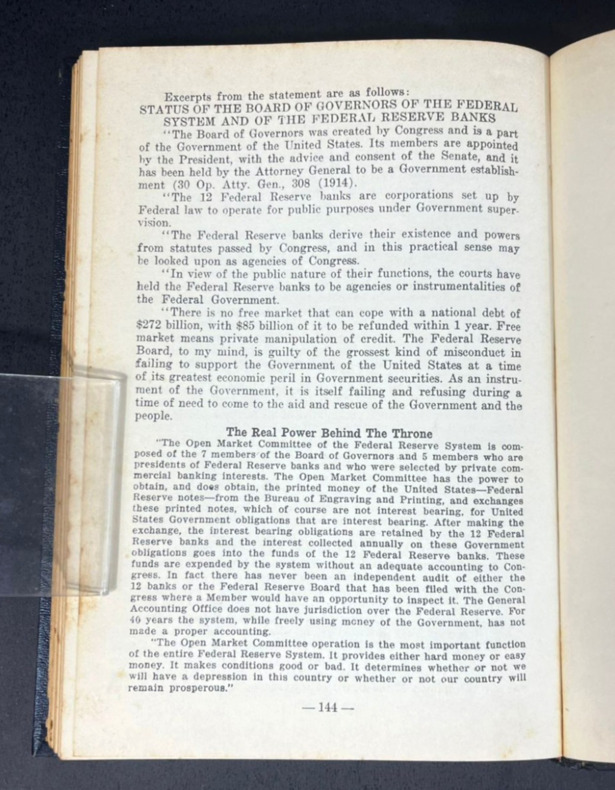 Excerpts from the statement are as follows:
STATUS OF THE BOARD OF GOVERNORS OF THE FEDERAL
SYSTEM AND OF THE FEDERAL RESERVE BANKS
"The Board of Governors was created by Congress and is a part
of the Government of the United States. Its members are appointed
by the President, with the advice and consent of the Senate, and it
has been held by the Attorney General to be a Government establish-
ment (30 Op. Atty. Gen., 308 (1914).
"The 12 Federal Reserve banks are corporations set up by
Federal law to operate for public purposes under Government super-
vision.
"The Federal Reserve banks derive their existence and powers
from statutes passed by Congress, and in this practical sense may
be looked upon as agencies of Congress.
"In view of the public nature of their functions, the courts have
held the Federal Reserve banks to be agencies or instrumentalities of
the Federal Government.
"There is no free market that can cope with a national debt of
$272 billion, with $85 billion of it to be refunded within 1 year. Free
market means private manipulation of credit. The Federal Reserve
Board, to my mind, is guilty of the grossest kind of misconduct in
failing to support the Government of the United States at a time
of its greatest economic peril in Government securities. As an instru-
ment of the Government, it is itself failing and refusing during a
time of need to come to the aid and rescue of the Government and the
people.
The Real Power Behind The Throne
"The Open Market Committee of the Federal Reserve System is com-
posed of the 7 members of the Board of Governors and 5 members who are
presidents of Federal Reserve banks and who were selected by private com-
mercial banking interests. The Open Market Committee has the power to
obtain, and does obtain, the printed money of the United States—Federal
Reserve notes—from the Bureau of Engraving and Printing, and exchanges
these printed notes, which of course are not interest bearing, for United
States Government obligations that are interest bearing. After making the
exchange, the interest bearing obligations are retained by the 12 Federal
Reserve banks and the interest collected annually on these Government
obligations goes into the funds of the 12 Federal Reserve banks. These
funds are expended by the system without an adequate accounting to Con-
gress. In fact there has never been an independent audit of either the
12 banks or the Federal Reserve Board that has been filed with the Con-
gress where a Member would have an opportunity to inspect it. The General
Accounting Office does not have jurisdiction over the Federal Reserve. For
40 years the system, while freely using money of the Government, has not
made a proper accounting.
"The Open Market Committee operation is the most important function
of the entire Federal Reserve System. It provides either hard money or easy
money. It makes conditions good or bad. It determines whether or not we
will have a depression in this country or whether or not our country will
remain prosperous."
—144—